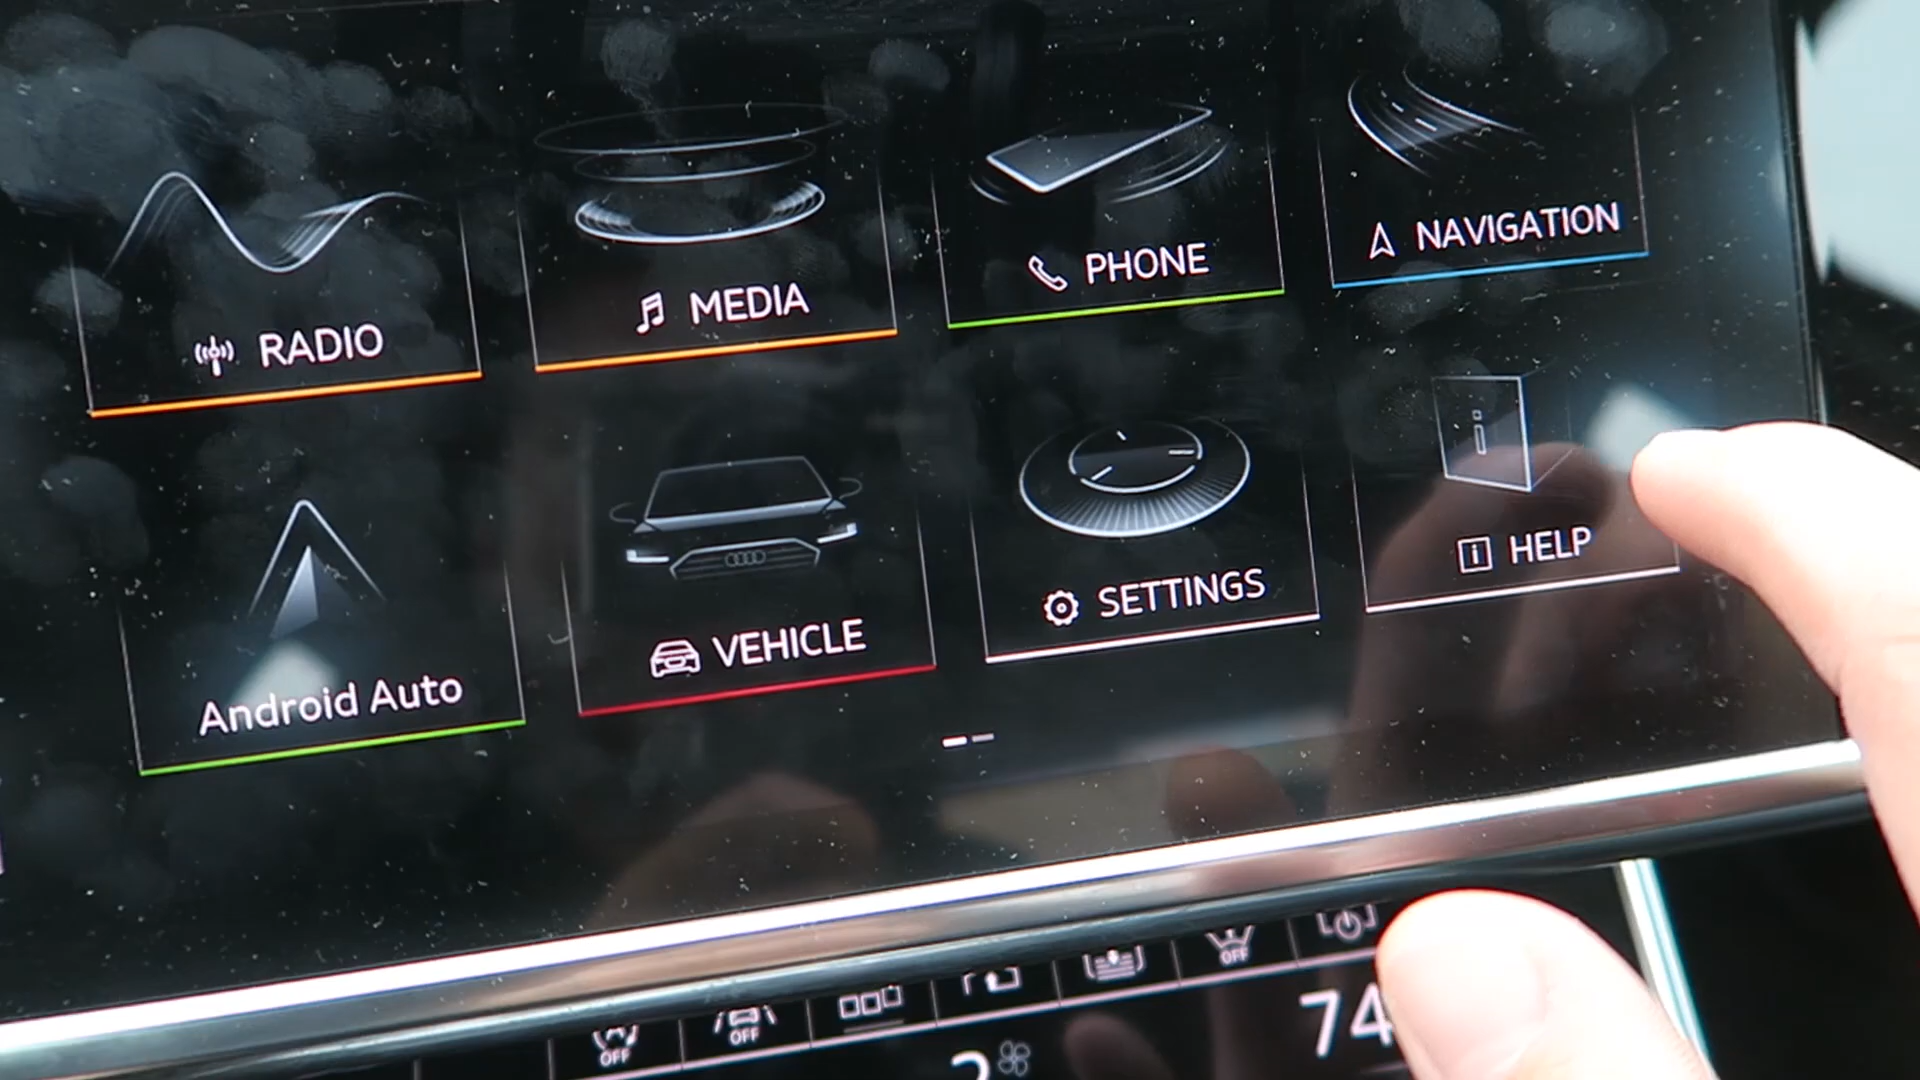 RADIO
MEDIA
PHONE
NAVIGATION
Android Auto
VEHICLE
SETTINGS
i
i HELP
OFF
OFF
OFF
2
74